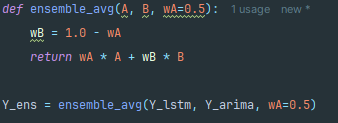 def ensemble_avg(A, B, wA=0.5): 1 usage new *
    wB = 1.0 - wA
    return wA * A + wB * B
Y_ens = ensemble_avg(Y_lstm, Y_arima, wA=0.5)